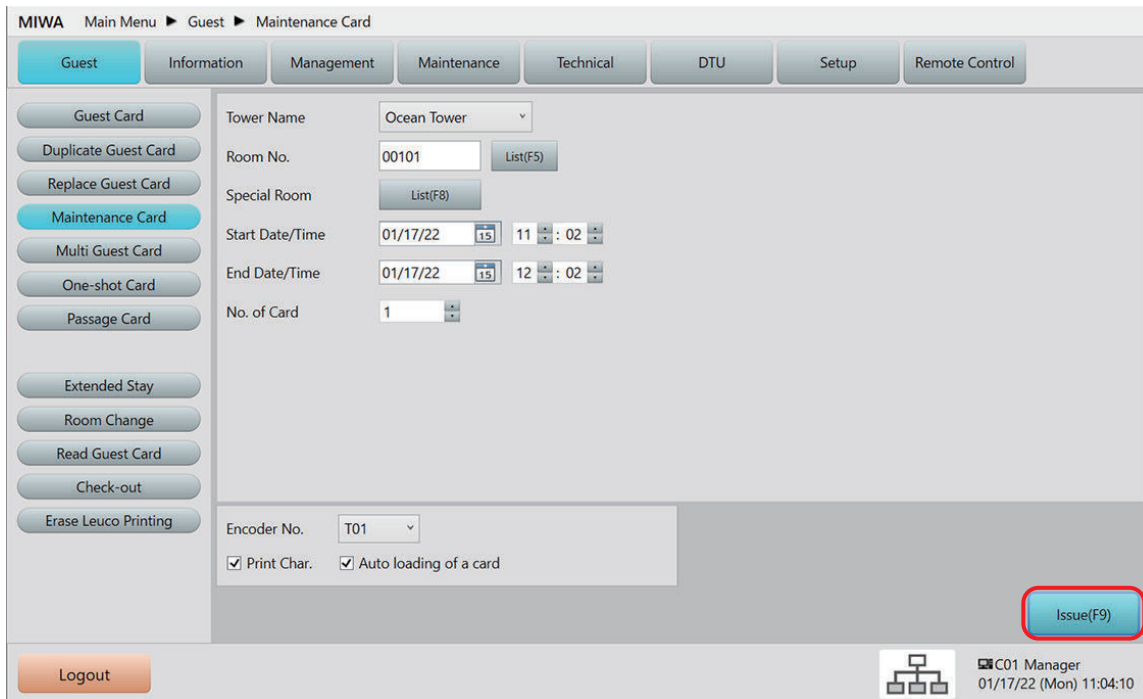 MIWA Main Menu ▶ Guest ▶ Maintenance Card
Guest Information Management Maintenance Technical DTU Setup Remote Control
Guest Card
Duplicate Guest Card
Replace Guest Card
Maintenance Card
Multi Guest Card
One-shot Card
Passage Card
Extended Stay
Room Change
Read Guest Card
Check-out
Erase Leuco Printing
Tower Name Ocean Tower
Room No. 00101 List(F5)
Special Room List(F8)
Start Date/Time 01/17/22 15 11 : 02
End Date/Time 01/17/22 15 12 : 02
No. of Card 1
Encoder No. T01
Print Char. Auto loading of a card
Issue(F9)
Logout
C01 Manager
01/17/22 (Mon) 11:04:10